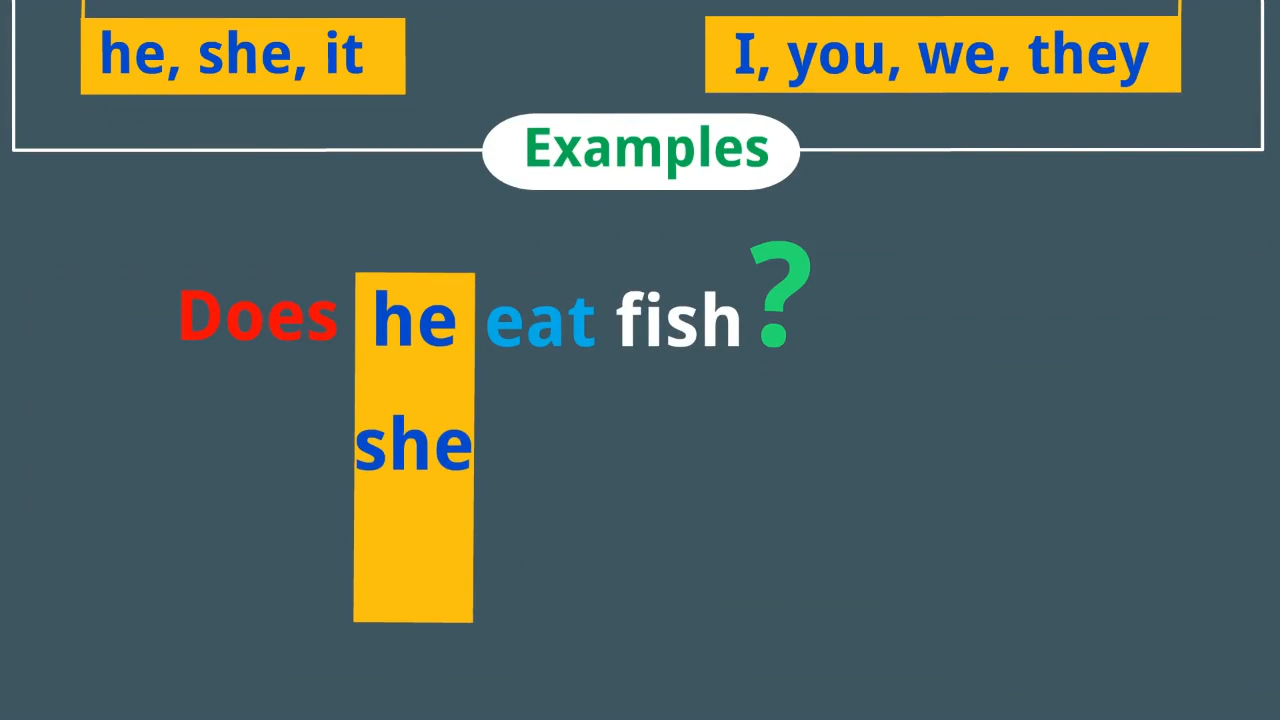 he, she, it
I, you, we, they
Examples
Does he eat fish?
she